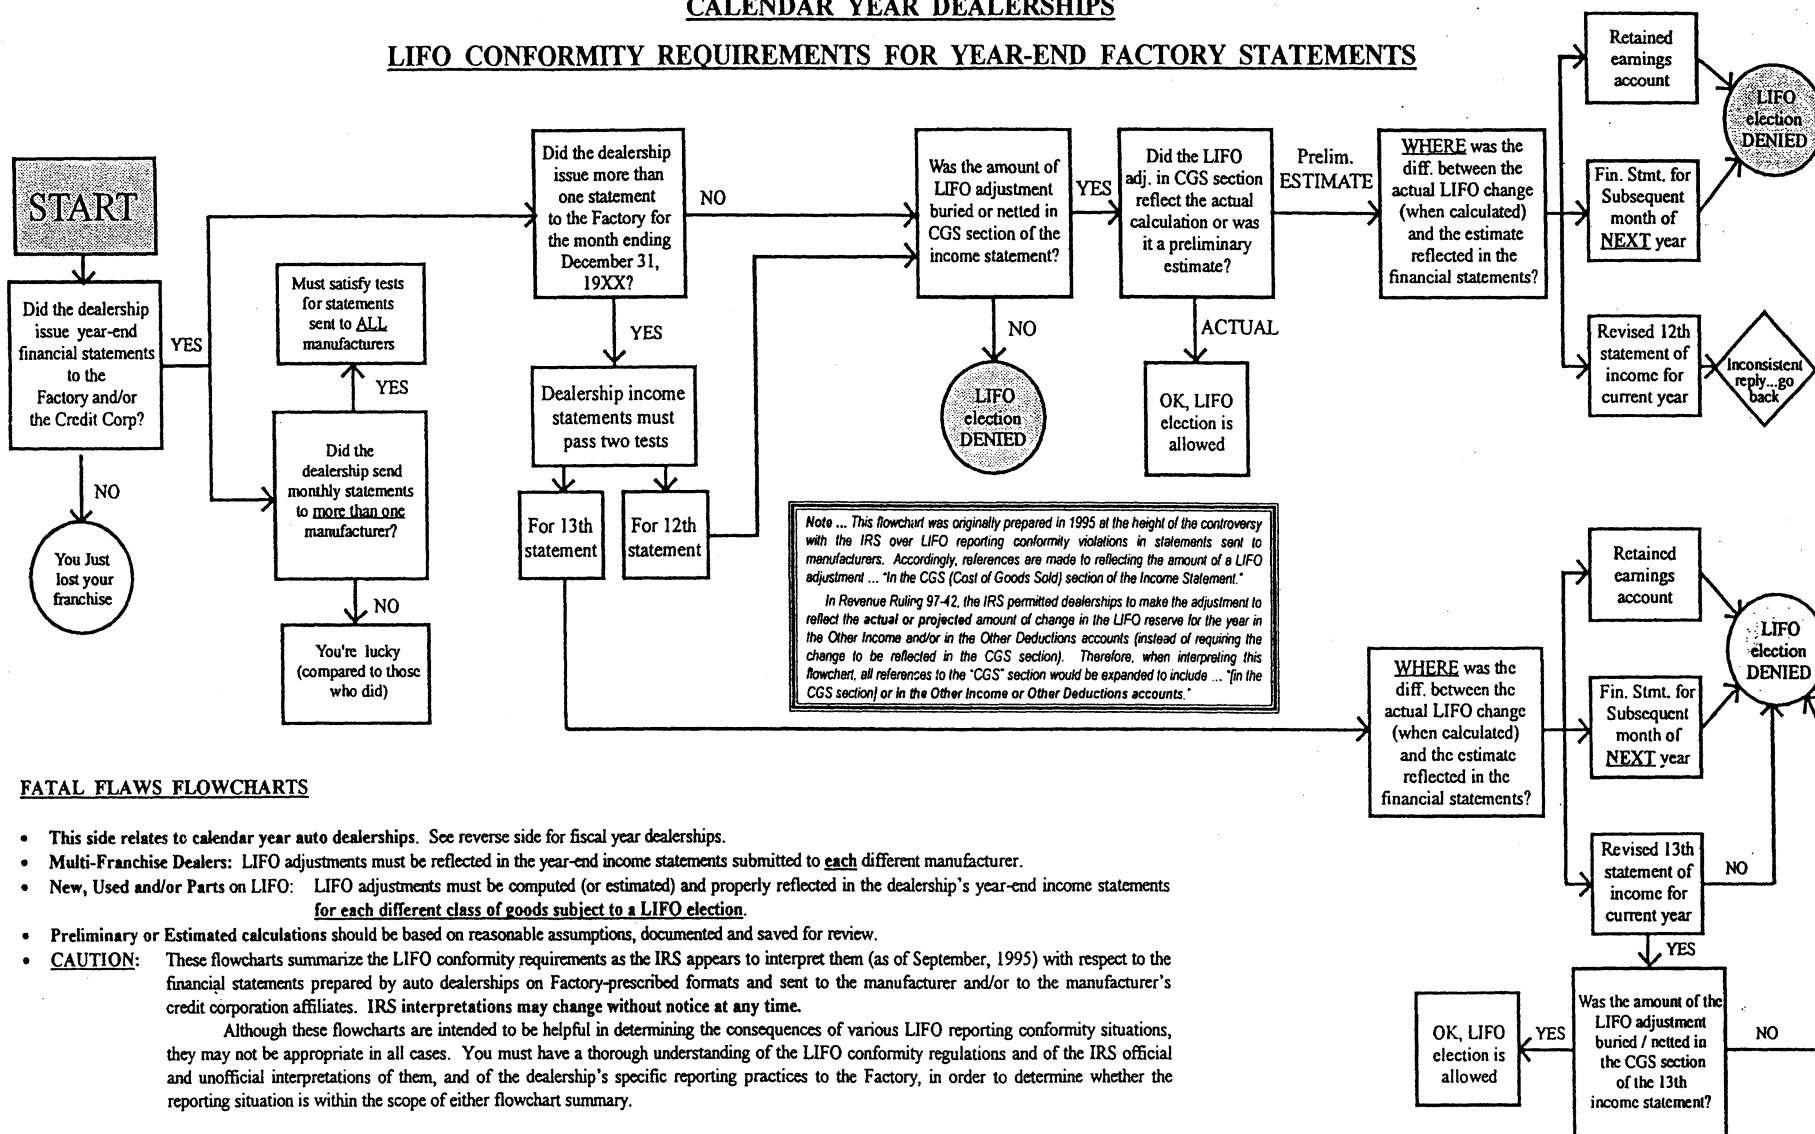 CALENDAR YEAR DEALERSHIPS
LIFO CONFORMITY REQUIREMENTS FOR YEAR-END FACTORY STATEMENTS
START
Did the dealership
issue year-end
financial statements
to the
Factory and/or
the Credit Corp?
YES
NO
You Just
lost your
franchise
Must satisfy tests
for statements
sent to ALL
manufacturers
YES
Did the
dealership send
monthly statements
to more than one
manufacturer?
NO
You're lucky
(compared to those
who did)
Did the dealership
issue more than
one statement
to the Factory for
the month ending
December 31,
19XX?
NO
YES
Dealership income
statements must
pass two tests
For 13th
statement
For 12th
statement
Was the amount of
LIFO adjustment
buried or netted in
CGS section of the
income statement?
YES
NO
LIFO
election
DENIED
Did the LIFO
adj. in CGS section
reflect the actual
calculation or was
it a preliminary
estimate?
Prelim.
ESTIMATE
ACTUAL
OK, LIFO
election is
allowed
WHERE was the
diff. between the
actual LIFO change
(when calculated)
and the estimate
reflected in the
financial statements?
Retained
earnings
account
Fin. Stmt. for
Subsequent
month of
NEXT year
Revised 12th
statement of
income for
current year
LIFO
election
DENIED
Inconsistent
reply...go
back
Note ... This flowchart was originally prepared in 1995 at the height of the controversy
with the IRS over LIFO reporting conformity violations in statements sent to
manufacturers. Accordingly, references are made to reflecting the amount of a LIFO
adjustment ... "In the CGS (Cost of Goods Sold) section of the Income Statement."
In Revenue Ruling 97-42, the IRS permitted dealerships to make the adjustment to
reflect the actual or projected amount of change in the LIFO reserve for the year in
the Other Income and/or in the Other Deductions accounts (instead of requiring the
change to be reflected in the CGS section). Therefore, when interpreting this
flowchart, all references to the "CGS" section would be expanded to include ... "[in the
CGS section] or in the Other Income or Other Deductions accounts."
WHERE was the
diff. between the
actual LIFO change
(when calculated)
and the estimate
reflected in the
financial statements?
Retained
earnings
account
Fin. Stmt. for
Subsequent
month of
NEXT year
Revised 13th
statement of
income for
current year
LIFO
election
DENIED
NO
YES
Was the amount of the
LIFO adjustment
buried / netted in
the CGS section
of the 13th
income statement?
YES
NO
OK, LIFO
election is
allowed
FATAL FLAWS FLOWCHARTS
• This side relates to calendar year auto dealerships. See reverse side for fiscal year dealerships.
• Multi-Franchise Dealers: LIFO adjustments must be reflected in the year-end income statements submitted to each different manufacturer.
• New, Used and/or Parts on LIFO: LIFO adjustments must be computed (or estimated) and properly reflected in the dealership's year-end income statements
for each different class of goods subject to a LIFO election.
• Preliminary or Estimated calculations should be based on reasonable assumptions, documented and saved for review.
• CAUTION: These flowcharts summarize the LIFO conformity requirements as the IRS appears to interpret them (as of September, 1995) with respect to the
financial statements prepared by auto dealerships on Factory-prescribed formats and sent to the manufacturer and/or to the manufacturer's
credit corporation affiliates. IRS interpretations may change without notice at any time.
Although these flowcharts are intended to be helpful in determining the consequences of various LIFO reporting conformity situations,
they may not be appropriate in all cases. You must have a thorough understanding of the LIFO conformity regulations and of the IRS official
and unofficial interpretations of them, and of the dealership's specific reporting practices to the Factory, in order to determine whether the
reporting situation is within the scope of either flowchart summary.